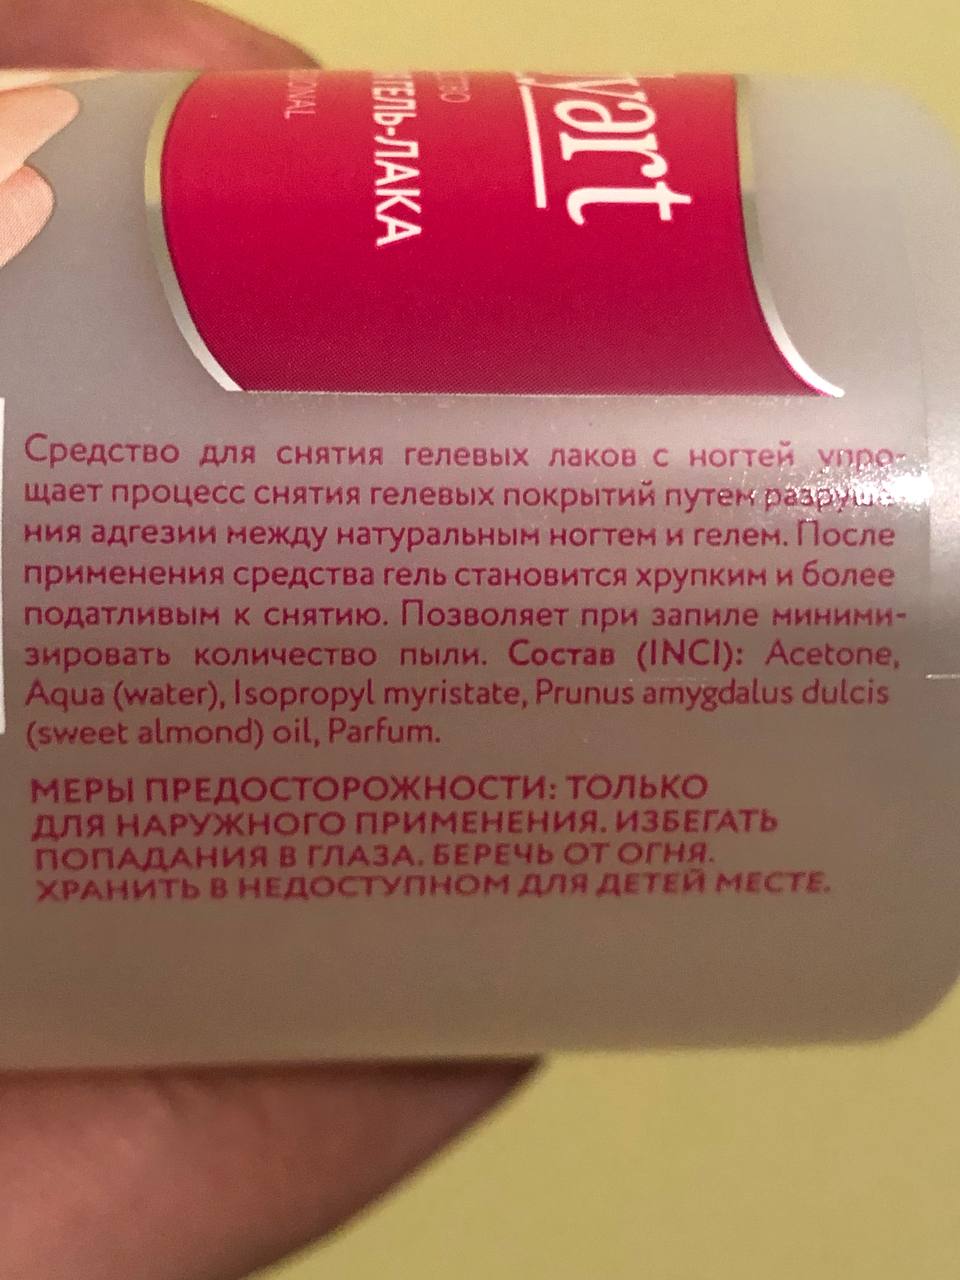 ГЕЛЬ-ЛАКА
Средство для снятия гелевых лаков с ногтей упро-
щает процесс снятия гелевых покрытий путем разруше-
ния адгезии между натуральным ногтем и гелем. После
применения средства гель становится хрупким и более
податливым к снятию. Позволяет при запиле миними-
зировать количество пыли. Состав (INCI): Acetone,
Aqua (water), Isopropyl myristate, Prunus amygdalus dulcis
(sweet almond) oil, Parfum.
МЕРЫ ПРЕДОСТОРОЖНОСТИ: ТОЛЬКО
ДЛЯ НАРУЖНОГО ПРИМЕНЕНИЯ. ИЗБЕГАТЬ
ПОПАДАНИЯ В ГЛАЗА. БЕРЕЧЬ ОТ ОГНЯ.
ХРАНИТЬ В НЕДОСТУПНОМ ДЛЯ ДЕТЕЙ МЕСТЕ.